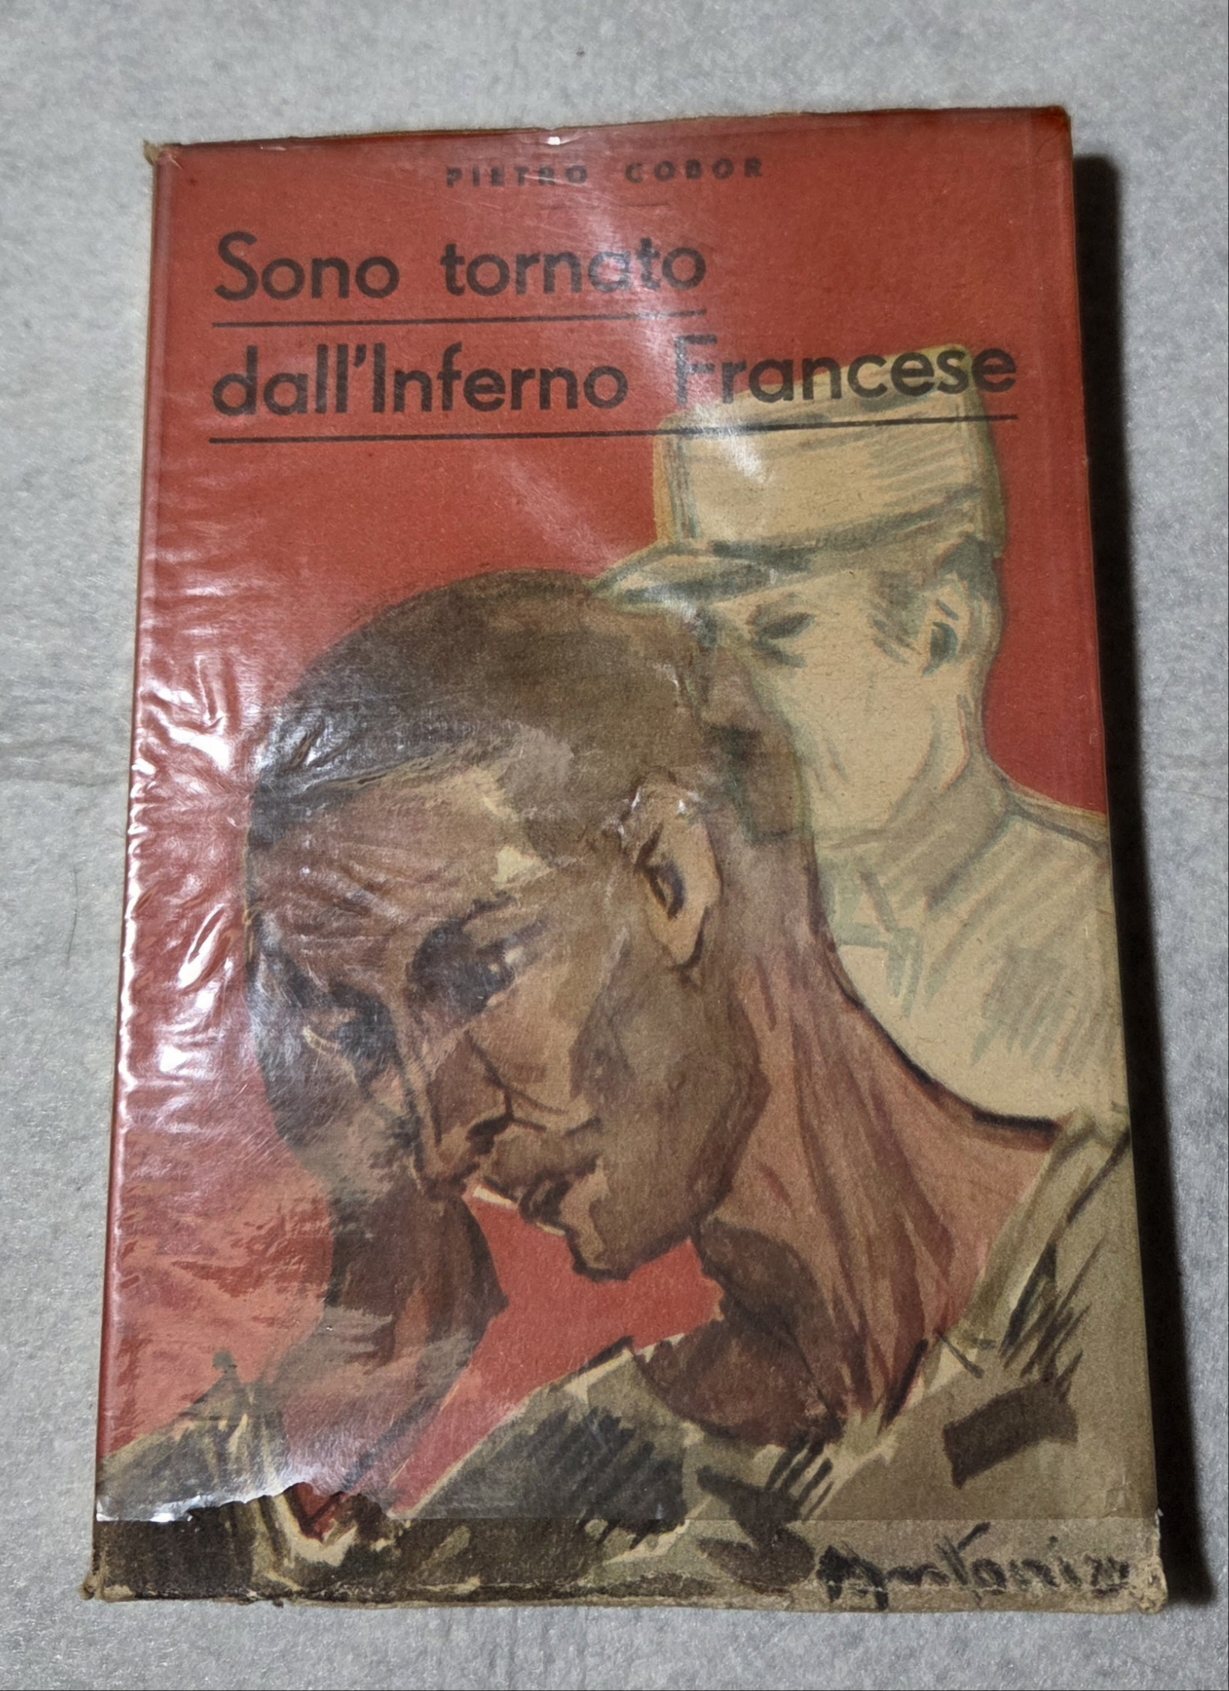 PIETRO COBOR
Sono tornato
dall'Inferno Francese